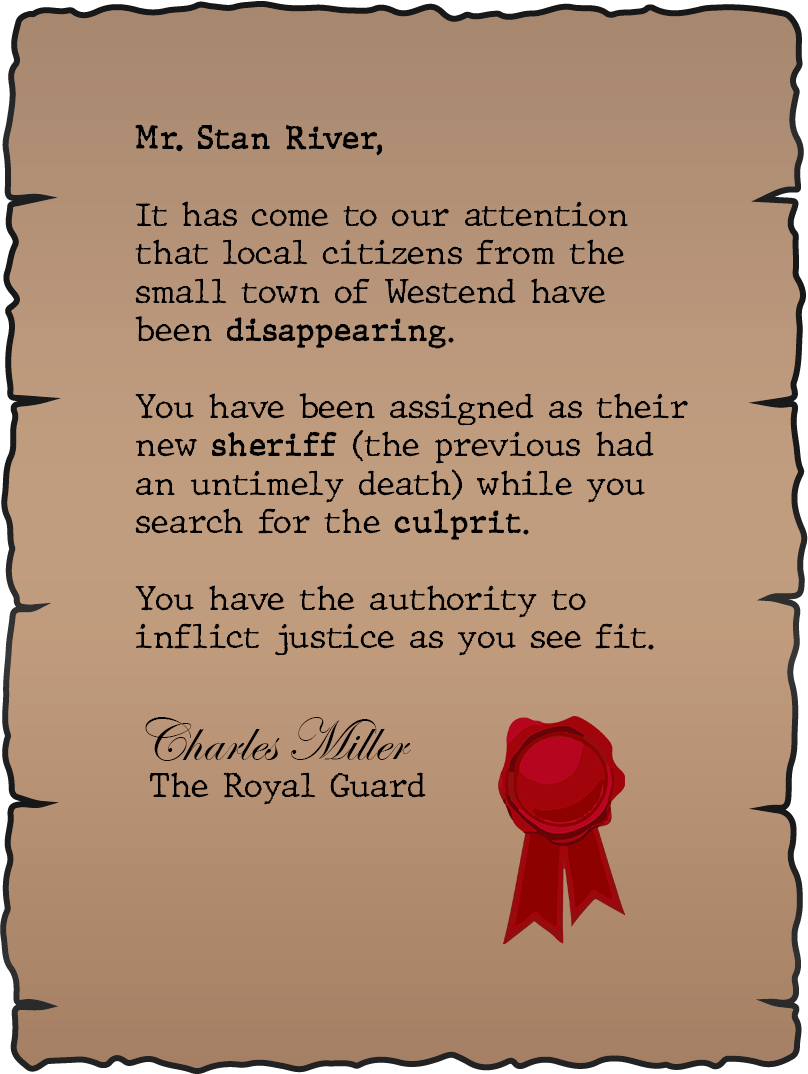 Mr. Stan River,
It has come to our attention
that local citizens from the
small town of Westend have
been disappearing.
You have been assigned as their
new sheriff (the previous had
an untimely death) while you
search for the culprit.
You have the authority to
inflict justice as you see fit.
Charles Miller
The Royal Guard